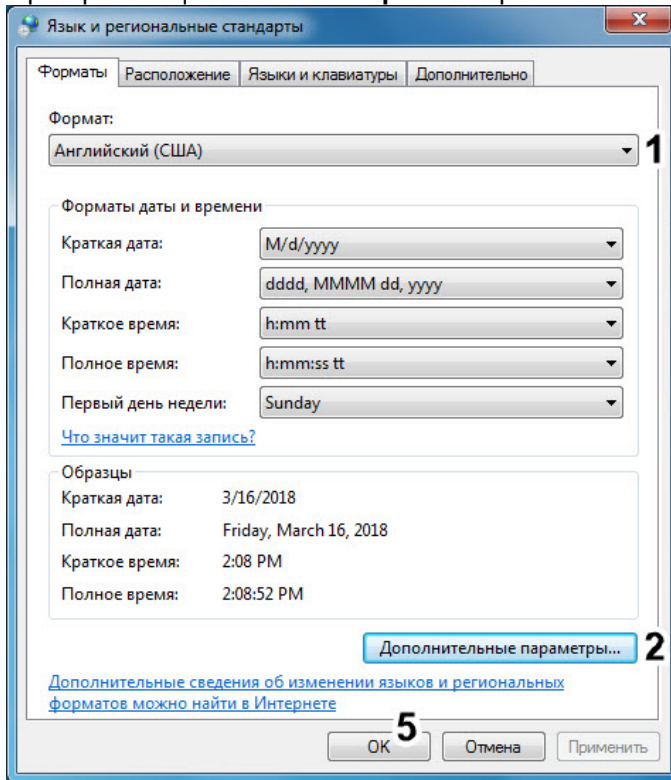 Язык и региональные стандарты
Форматы Расположение Языки и клавиатуры Дополнительно
Формат:
Английский (США) 1
Форматы даты и времени
Краткая дата: M/d/yyyy
Полная дата: dddd, MMMM dd, yyyy
Краткое время: h:mm tt
Полное время: h:mm:ss tt
Первый день недели: Sunday
Что значит такая запись?
Образцы
Краткая дата: 3/16/2018
Полная дата: Friday, March 16, 2018
Краткое время: 2:08 PM
Полное время: 2:08:52 PM
Дополнительные параметры... 2
Дополнительные сведения об изменении языков и региональных
форматов можно найти в Интернете
5
OK Отмена Применить